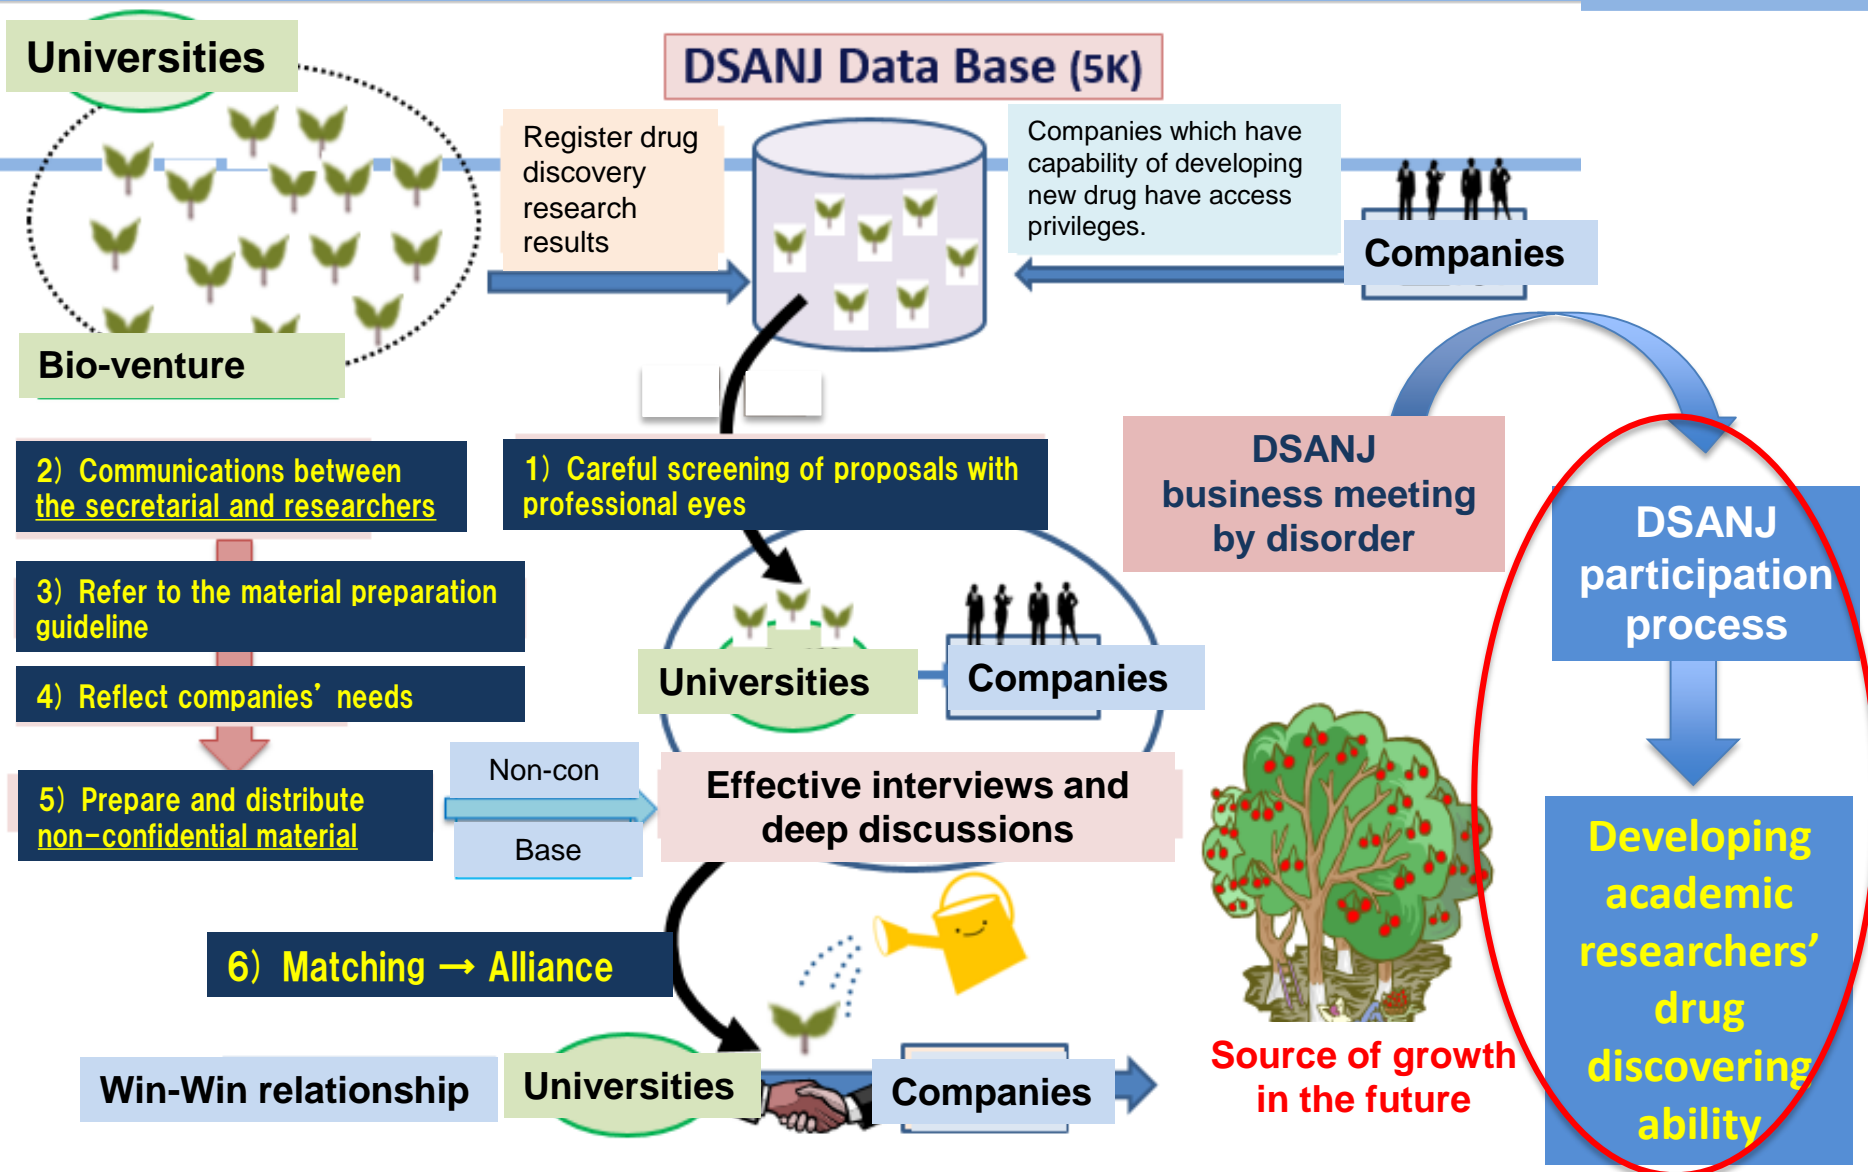 Universities
DSANJ Data Base (5K)
Register drug
discovery
research
results
Companies which have
capability of developing
new drug have access
privileges.
Companies
Bio-venture
2) Communications between
the secretarial and researchers
1) Careful screening of proposals with
professional eyes
DSANJ
business meeting
by disorder
DSANJ
participation
process
3) Refer to the material preparation
guideline
4) Reflect companies’ needs
Universities
Companies
5) Prepare and distribute
non-confidential material
Non-con
Base
Effective interviews and
deep discussions
Developing
academic
researchers’
drug
discovering
ability
6) Matching → Alliance
Source of growth
in the future
Win-Win relationship
Universities
Companies